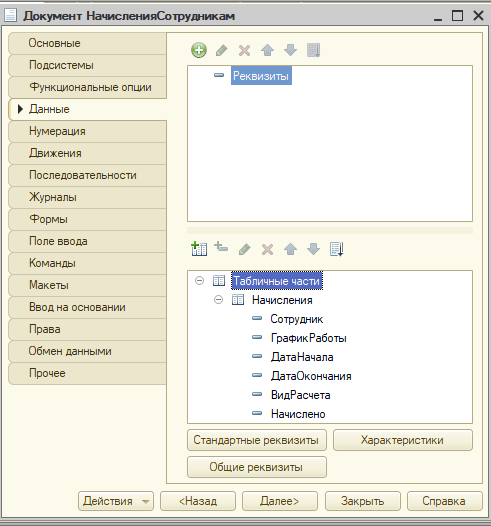 Документ НачисленияСотрудникам
Основные
Подсистемы
Функциональные опции
Данные
Нумерация
Движения
Последовательности
Журналы
Формы
Поле ввода
Команды
Макеты
Ввод на основании
Права
Обмен данными
Прочее
Реквизиты
Табличные части
Начисления
Сотрудник
ГрафикРаботы
ДатаНачала
ДатаОкончания
ВидРасчета
Начислено
Стандартные реквизиты
Характеристики
Общие реквизиты
Действия
<Назад
Далее>
Закрыть
Справка